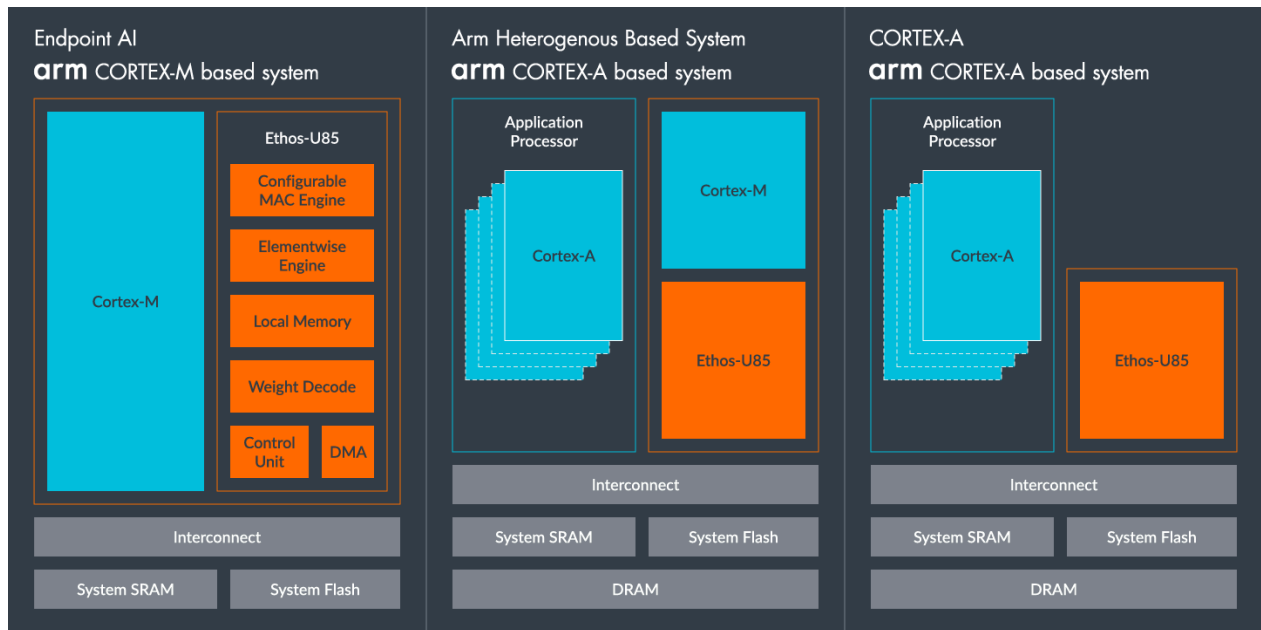 Endpoint AI
arm CORTEX-M based system
Cortex-M
Ethos-U85
Configurable
MAC Engine
Elementwise
Engine
Local Memory
Weight Decode
Control
Unit
DMA
Interconnect
System SRAM
System Flash
Arm Heterogenous Based System
arm CORTEX-A based system
Application
Processor
Cortex-A
Cortex-M
Ethos-U85
Interconnect
System SRAM
System Flash
DRAM
CORTEX-A
arm CORTEX-A based system
Application
Processor
Cortex-A
Ethos-U85
Interconnect
System SRAM
System Flash
DRAM